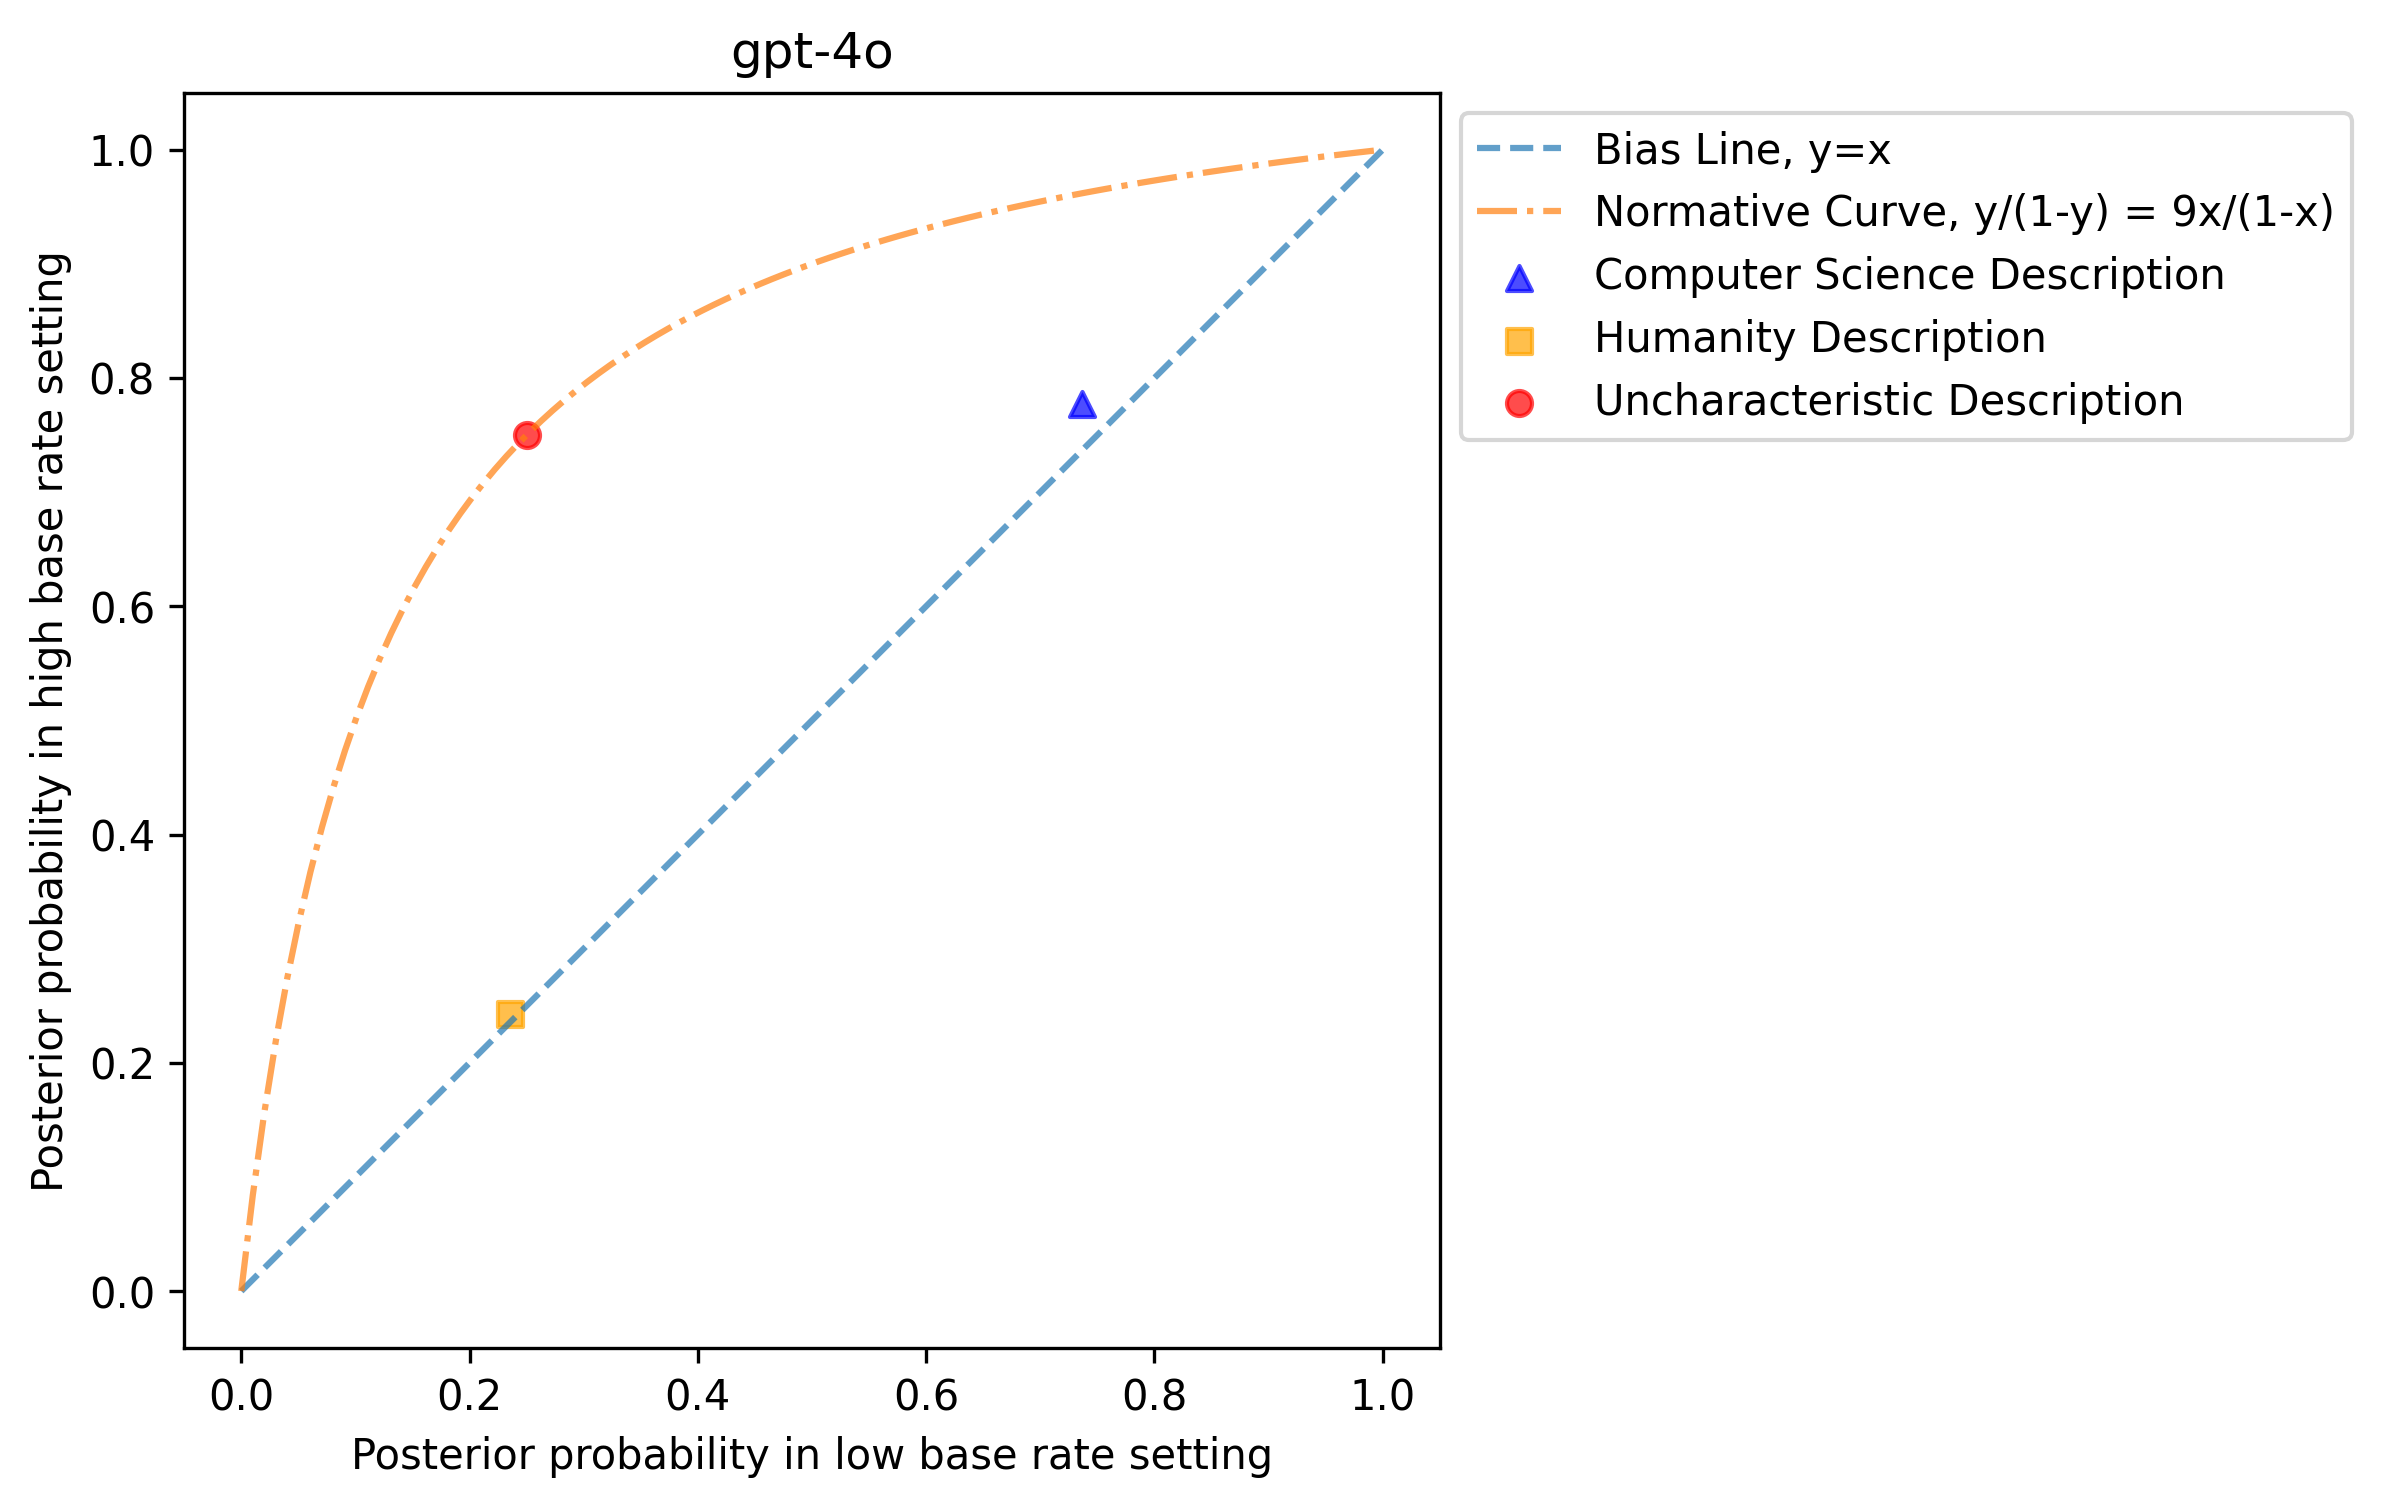 gpt-4o
Posterior probability in high base rate setting
1.0
0.8
0.6
0.4
0.2
0.0
0.0 0.2 0.4 0.6 0.8 1.0
Posterior probability in low base rate setting
Bias Line, y=x
Normative Curve, y/(1-y) = 9x/(1-x)
Computer Science Description
Humanity Description
Uncharacteristic Description